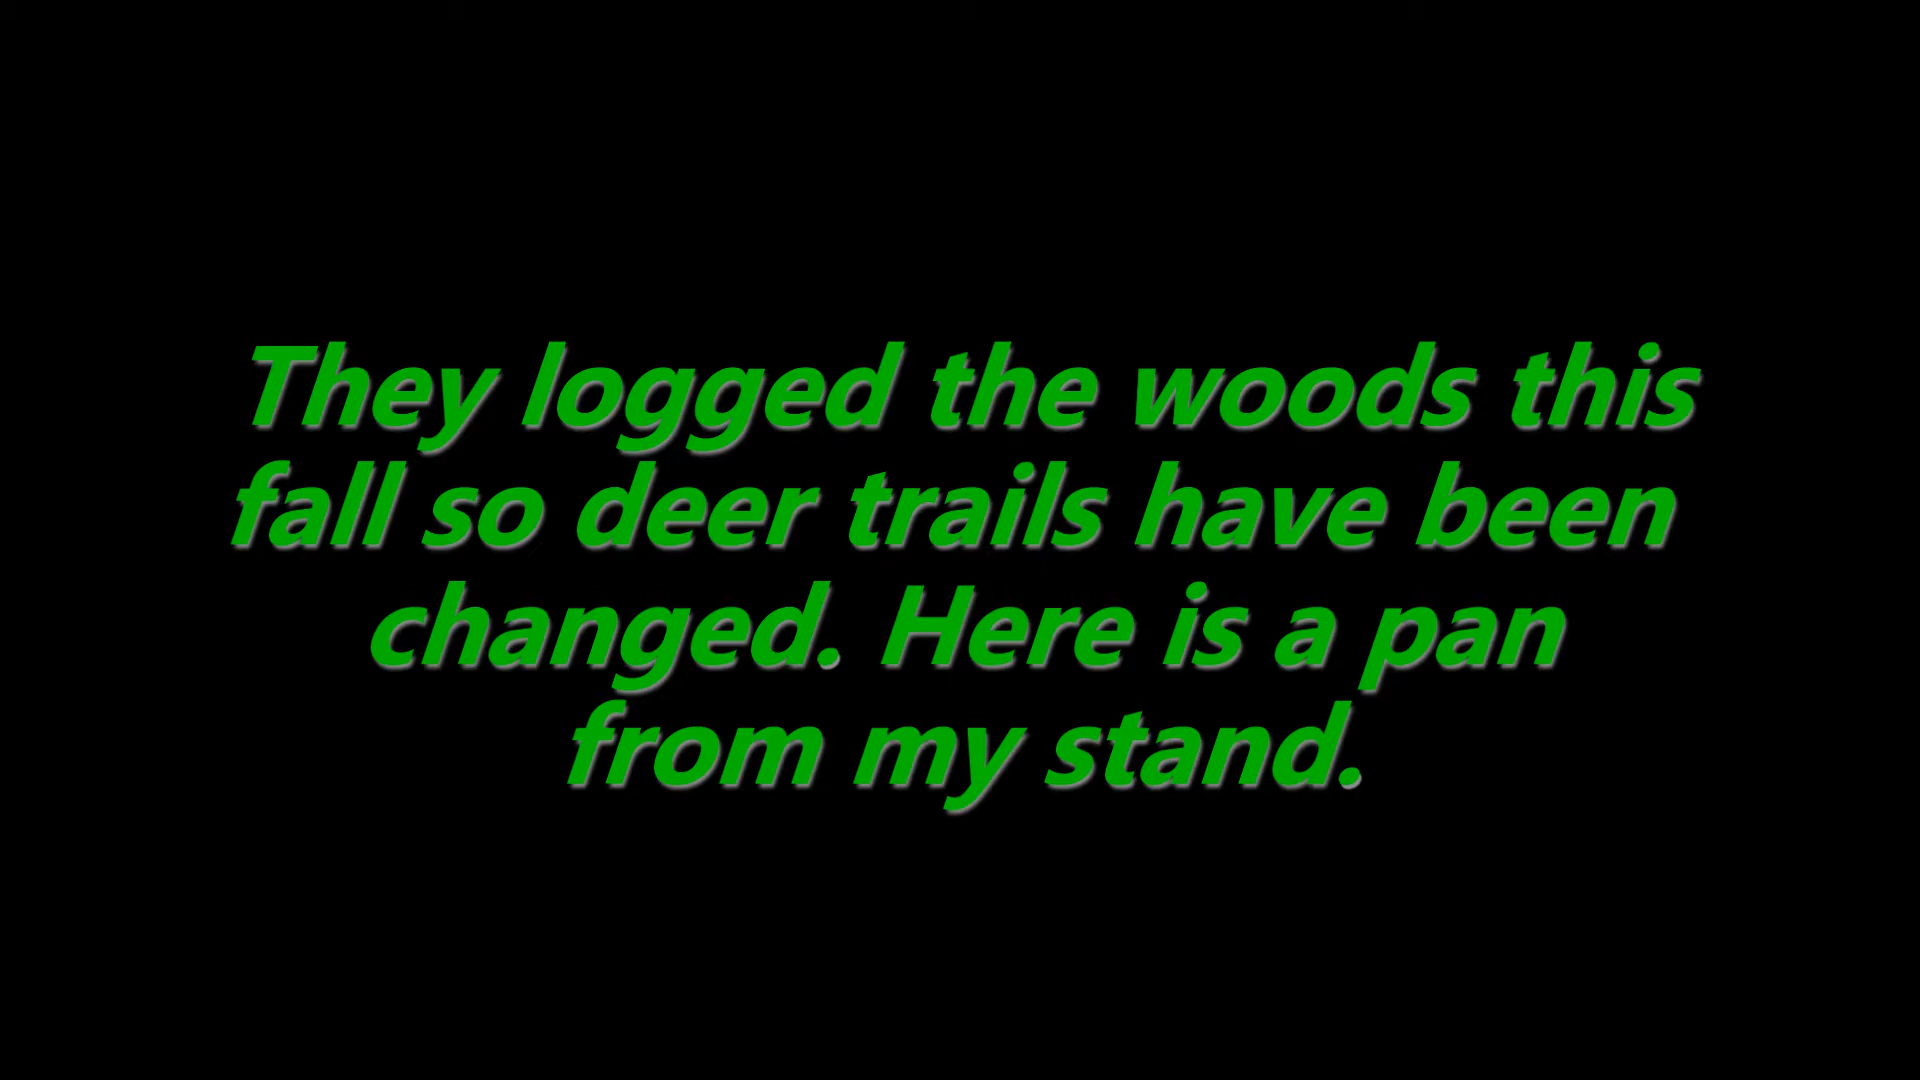 They logged the woods this
fall so deer trails have been
changed. Here is a pan
from my stand.